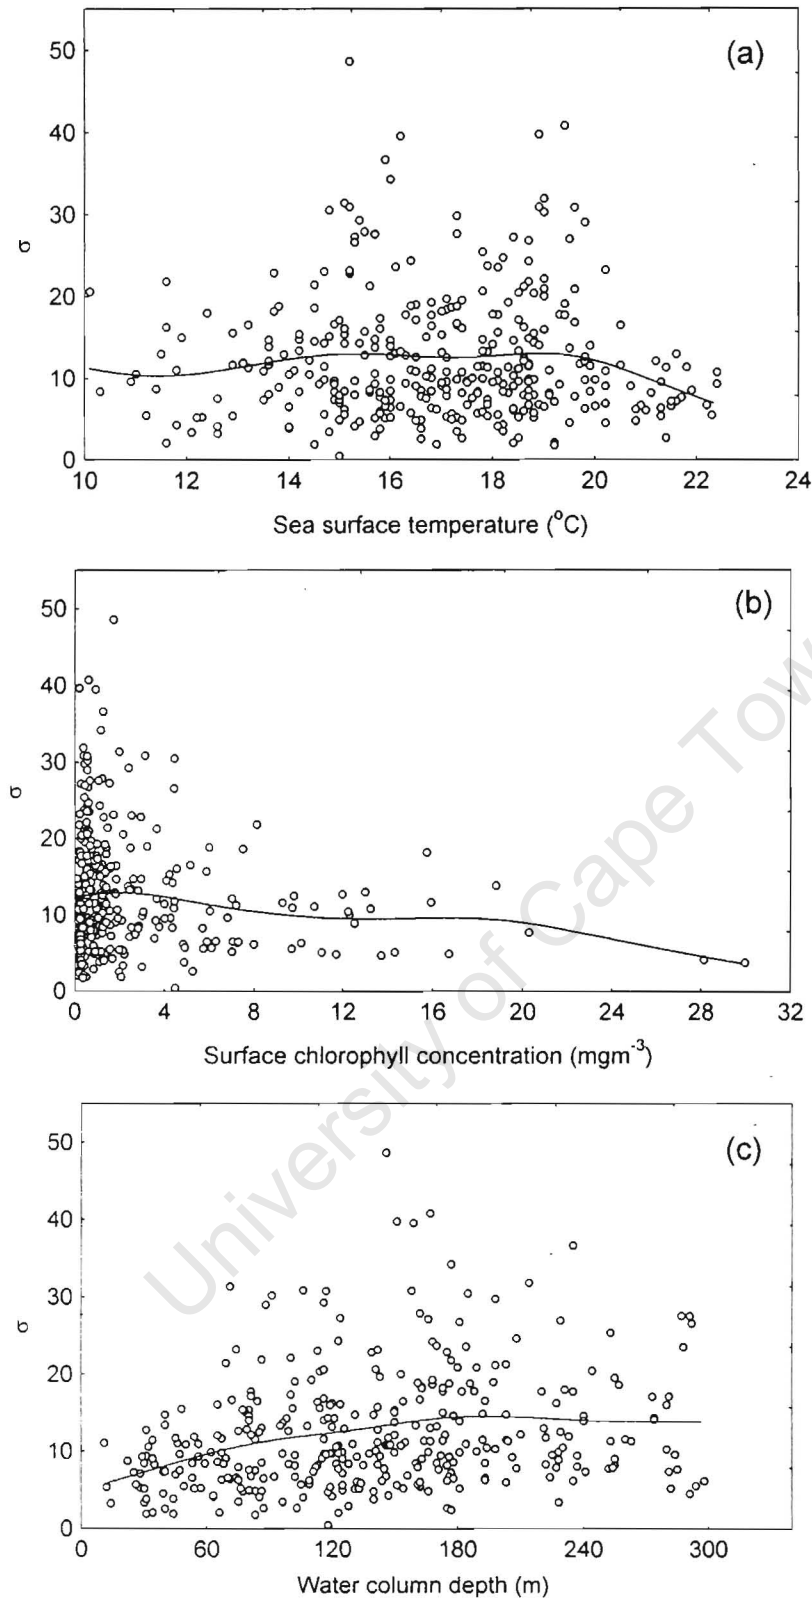 (a)
50
40
30
20
10
0
σ
10 12 14 16 18 20 22 24
Sea surface temperature (°C)
(b)
50
40
30
20
10
0
σ
0 4 8 12 16 20 24 28 32
Surface chlorophyll concentration (mgm⁻³)
(c)
50
40
30
20
10
0
σ
0 60 120 180 240 300
Water column depth (m)
University of Cape Tow